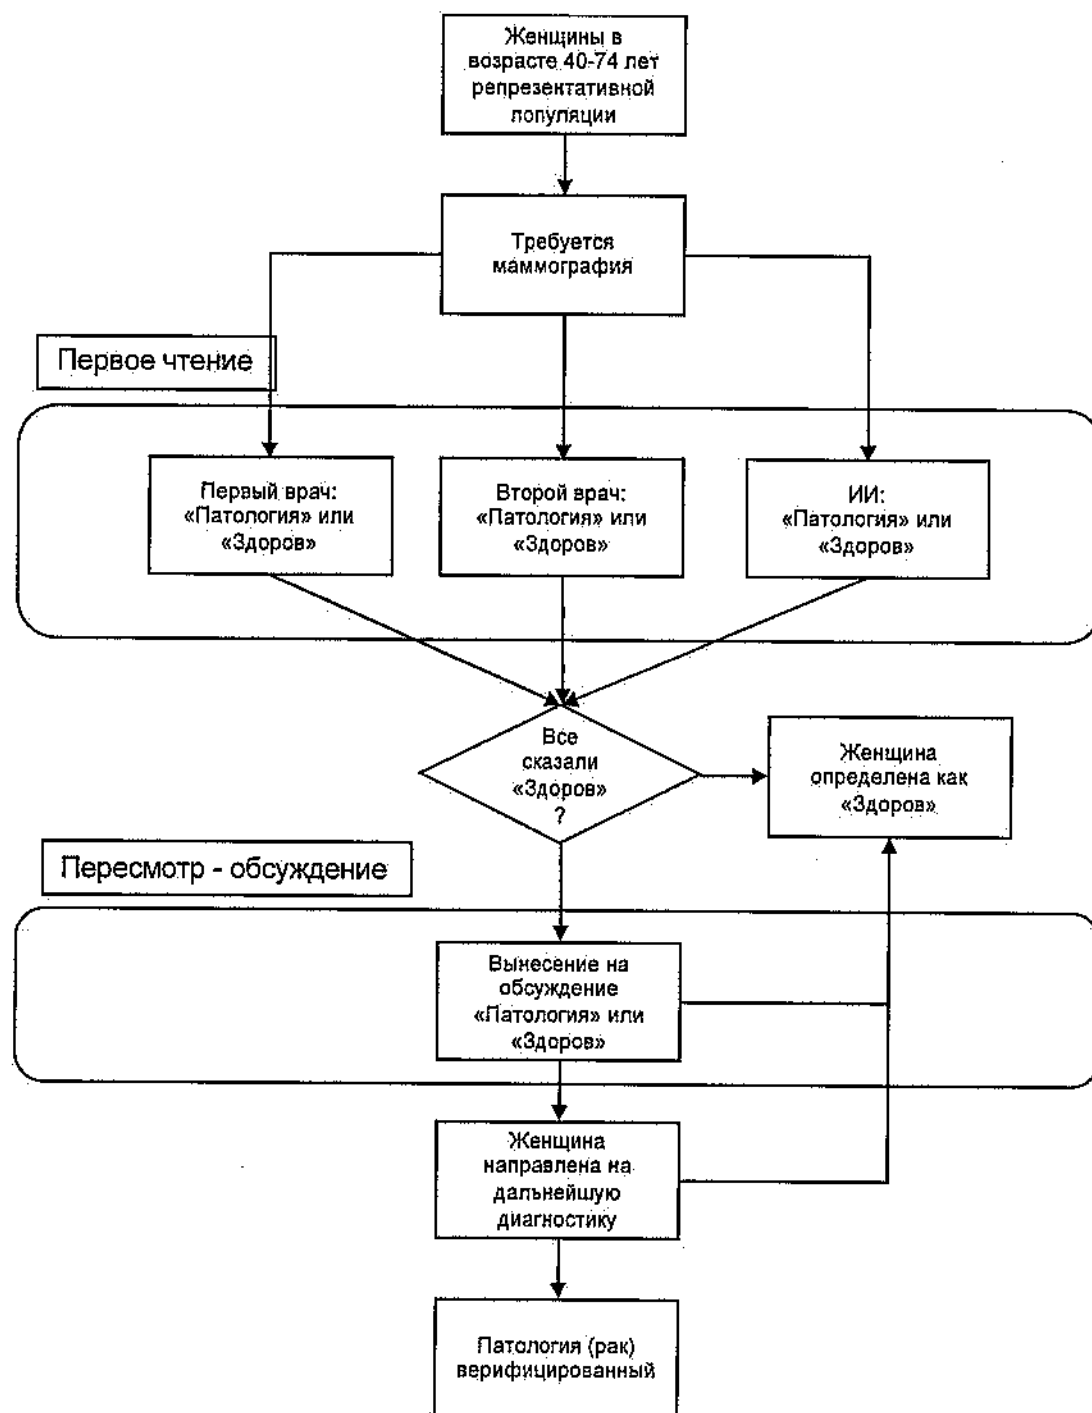 Женщины в
возрасте 40-74 лет
репрезентативной
популяции
Требуется
маммография
Первое чтение
Первый врач:
«Патология» или
«Здоров»
Второй врач:
«Патология» или
«Здоров»
ИИ:
«Патология» или
«Здоров»
Все
сказали
«Здоров»
?
Женщина
определена как
«Здоров»
Пересмотр - обсуждение
Вынесение на
обсуждение
«Патология» или
«Здоров»
Женщина
направлена на
дальнейшую
диагностику
Патология (рак)
верифицированный